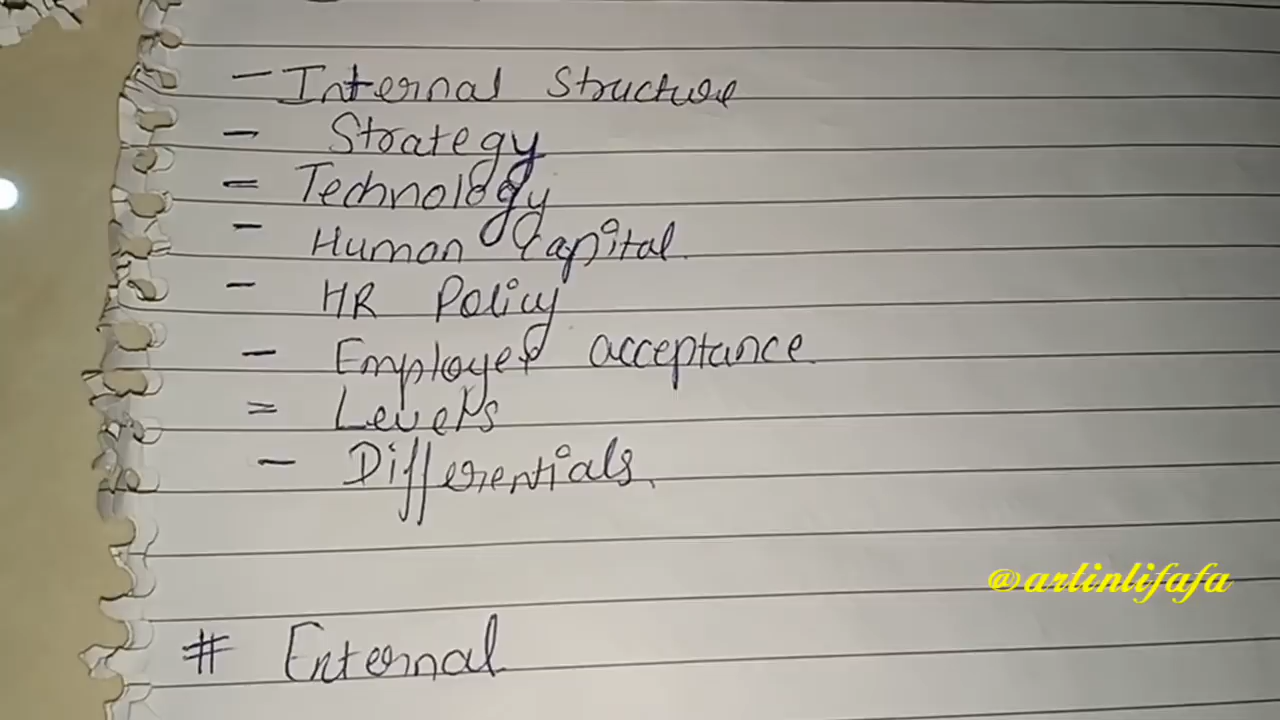 - Internal Structure
- Strategy
= Technology
- Human Capital.
- HR Policy
- Employee acceptance.
= Levels
- Differentials.
@artinlifafa
# External